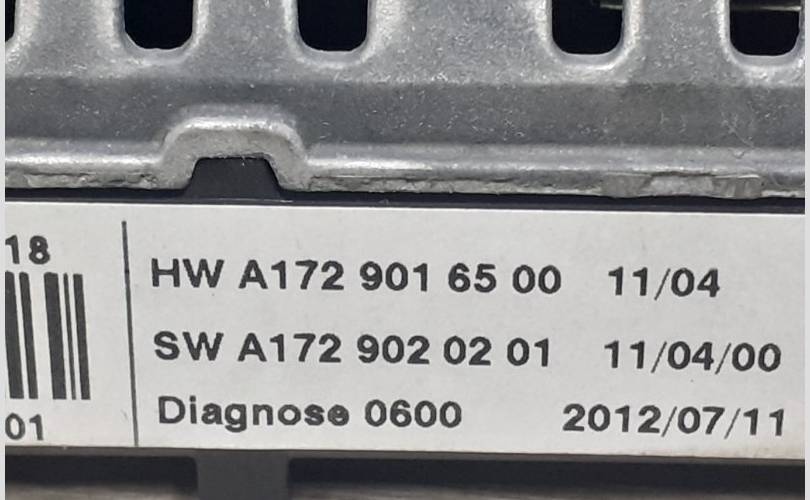 18
HW A172 901 65 00 11/04
SW A172 902 02 01 11/04/00
Diagnose 0600 2012/07/11
01